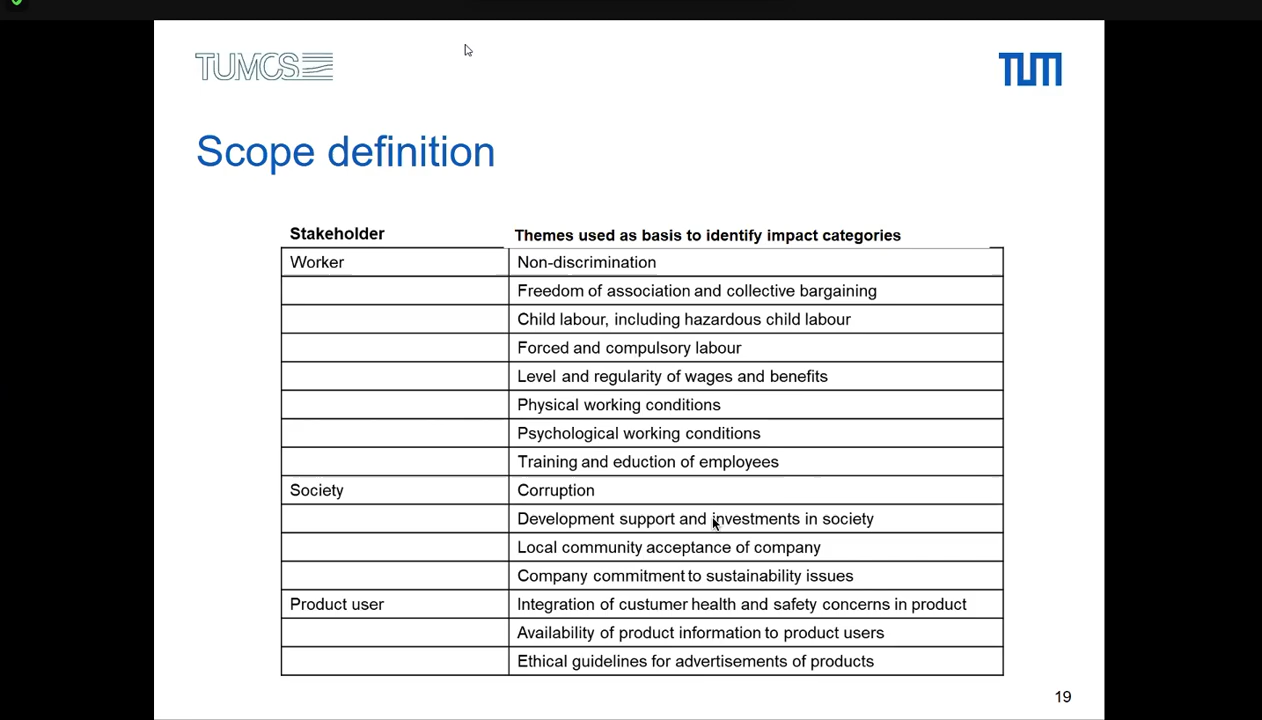 TUMCS
TUM
Scope definition
Stakeholder Themes used as basis to identify impact categories
Worker Non-discrimination
Freedom of association and collective bargaining
Child labour, including hazardous child labour
Forced and compulsory labour
Level and regularity of wages and benefits
Physical working conditions
Psychological working conditions
Training and eduction of employees
Society Corruption
Development support and investments in society
Local community acceptance of company
Company commitment to sustainability issues
Product user Integration of custumer health and safety concerns in product
Availability of product information to product users
Ethical guidelines for advertisements of products
19